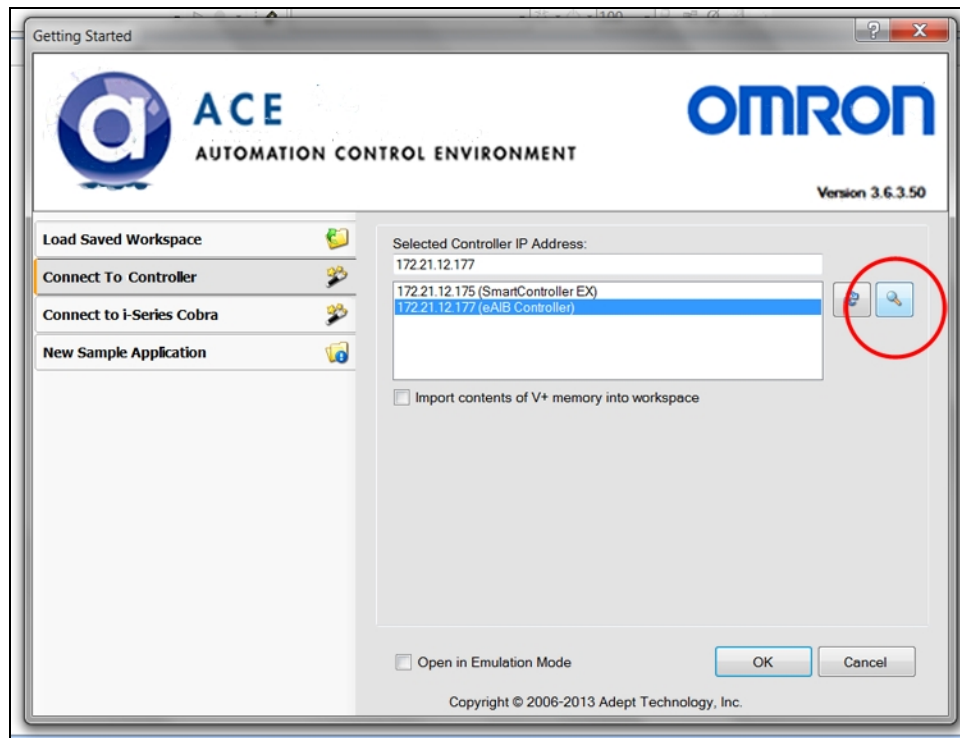 Getting Started
ACE
AUTOMATION CONTROL ENVIRONMENT
OMRON
Version 3.6.3.50
Load Saved Workspace
Connect To Controller
Connect to i-Series Cobra
New Sample Application
Selected Controller IP Address:
172.21.12.177
172.21.12.175 (SmartController EX)
172.21.12.177 (eAIB Controller)
Import contents of V+ memory into workspace
Open in Emulation Mode
OK
Cancel
Copyright © 2006-2013 Adept Technology, Inc.